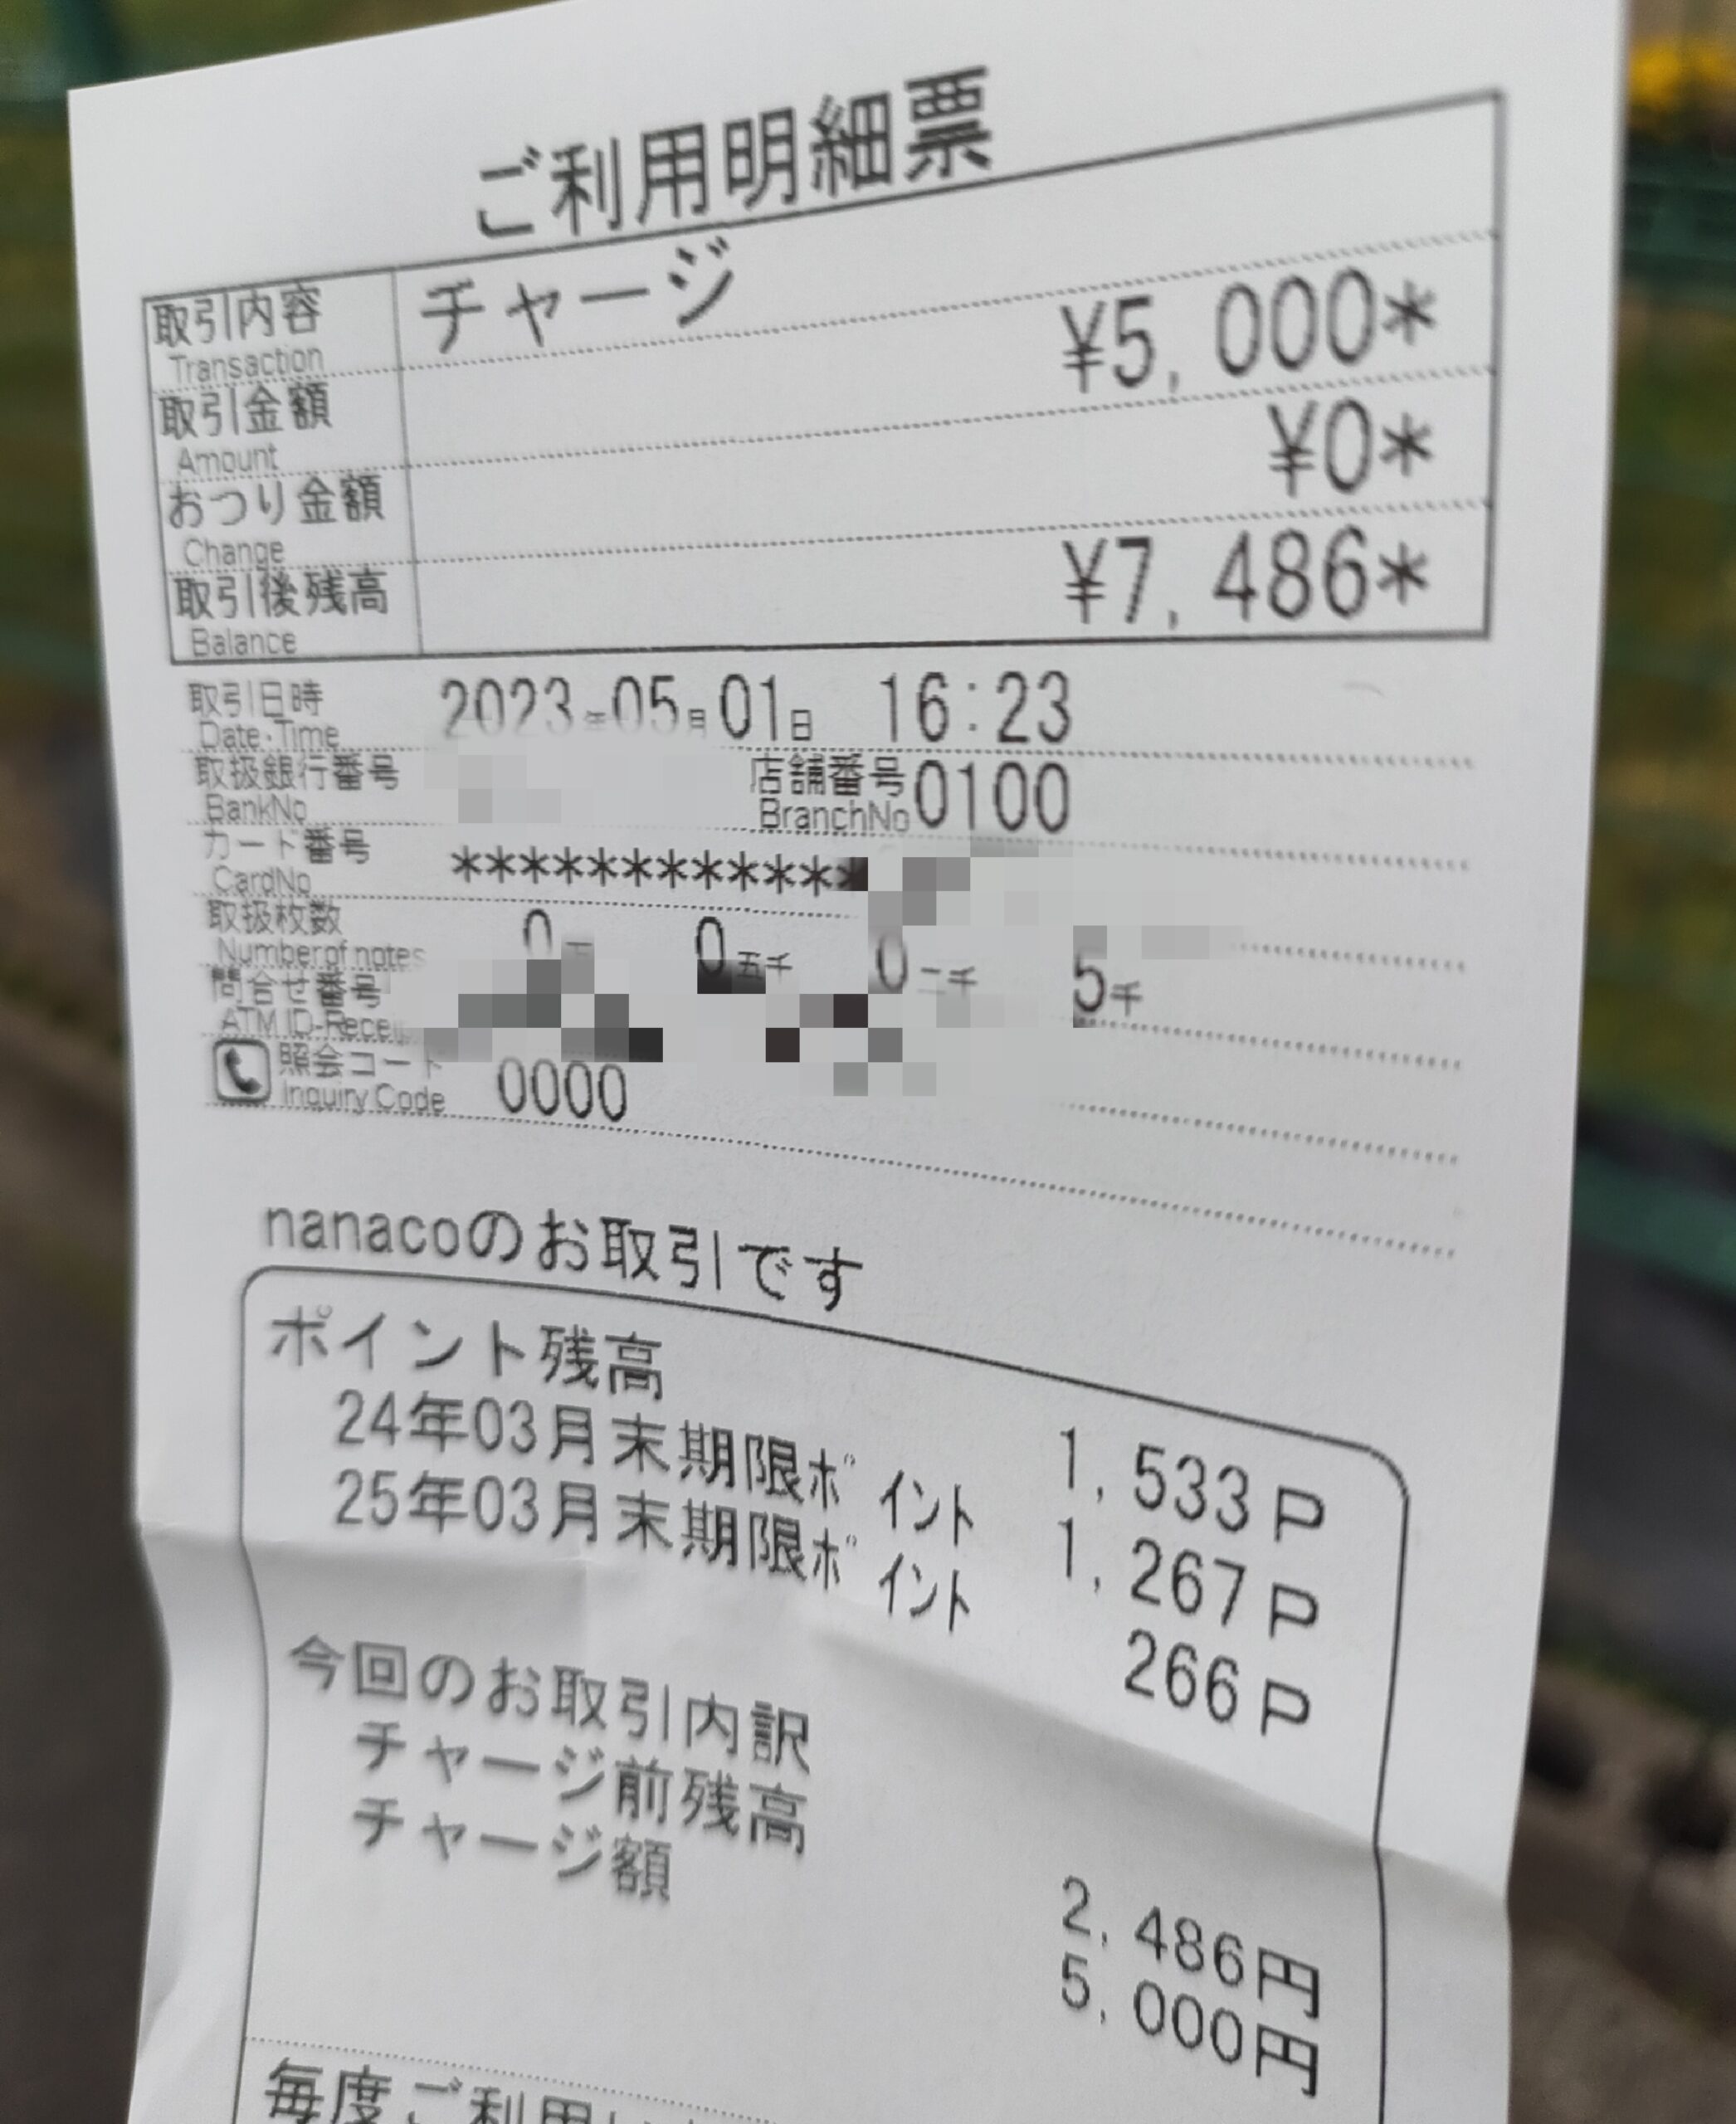 ご利用明細票
取引内容 チャージ
Transaction
取引金額 ¥5,000*
Amount
おつり金額 ¥0*
Change
取引後残高 ¥7,486*
Balance
取引日時 2023年05月01日 16:23
Date・Time
取扱銀行番号 店舗番号 0100
BankNo BranchNo
カード番号 ************
CardNo
取扱枚数 0万 0五千 0二千 5千
Number of notes
問合せ番号
ATM ID-Recei
照会コード 0000
Inquiry Code
nanacoのお取引です
ポイント残高 1,533P
24年03月末期限ポイント 1,267P
25年03月末期限ポイント 266P
今回のお取引内訳
チャージ前残高 2,486円
チャージ額 5,000円
毎度ご利用